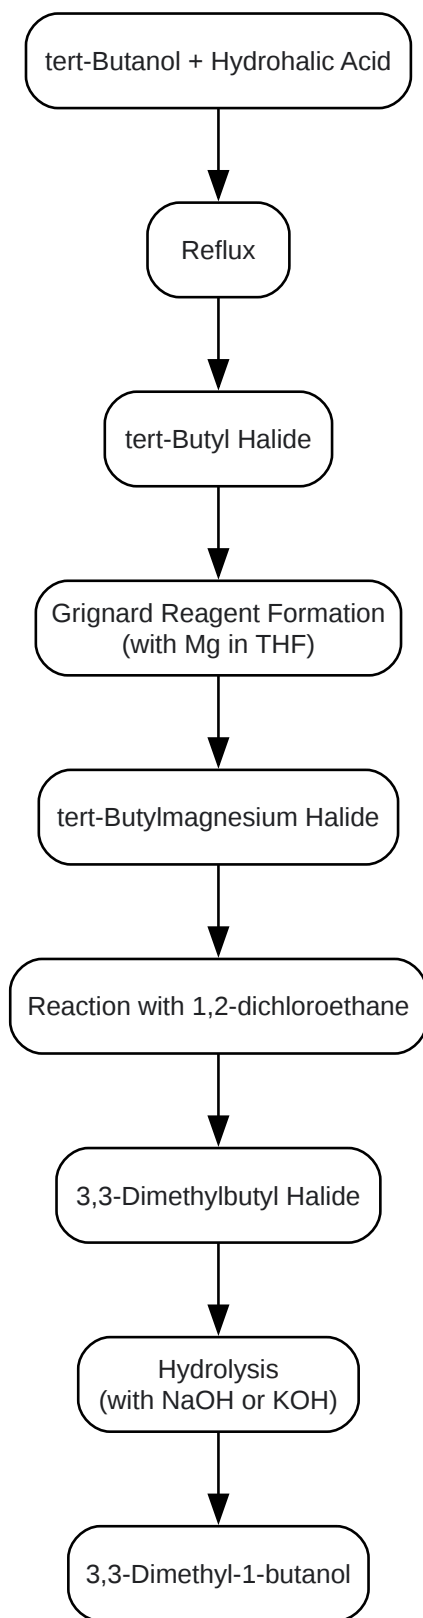 tert-Butanol + Hydrohalic Acid
Reflux
tert-Butyl Halide
Grignard Reagent Formation
(with Mg in THF)
tert-Butylmagnesium Halide
Reaction with 1,2-dichloroethane
3,3-Dimethylbutyl Halide
Hydrolysis
(with NaOH or KOH)
3,3-Dimethyl-1-butanol